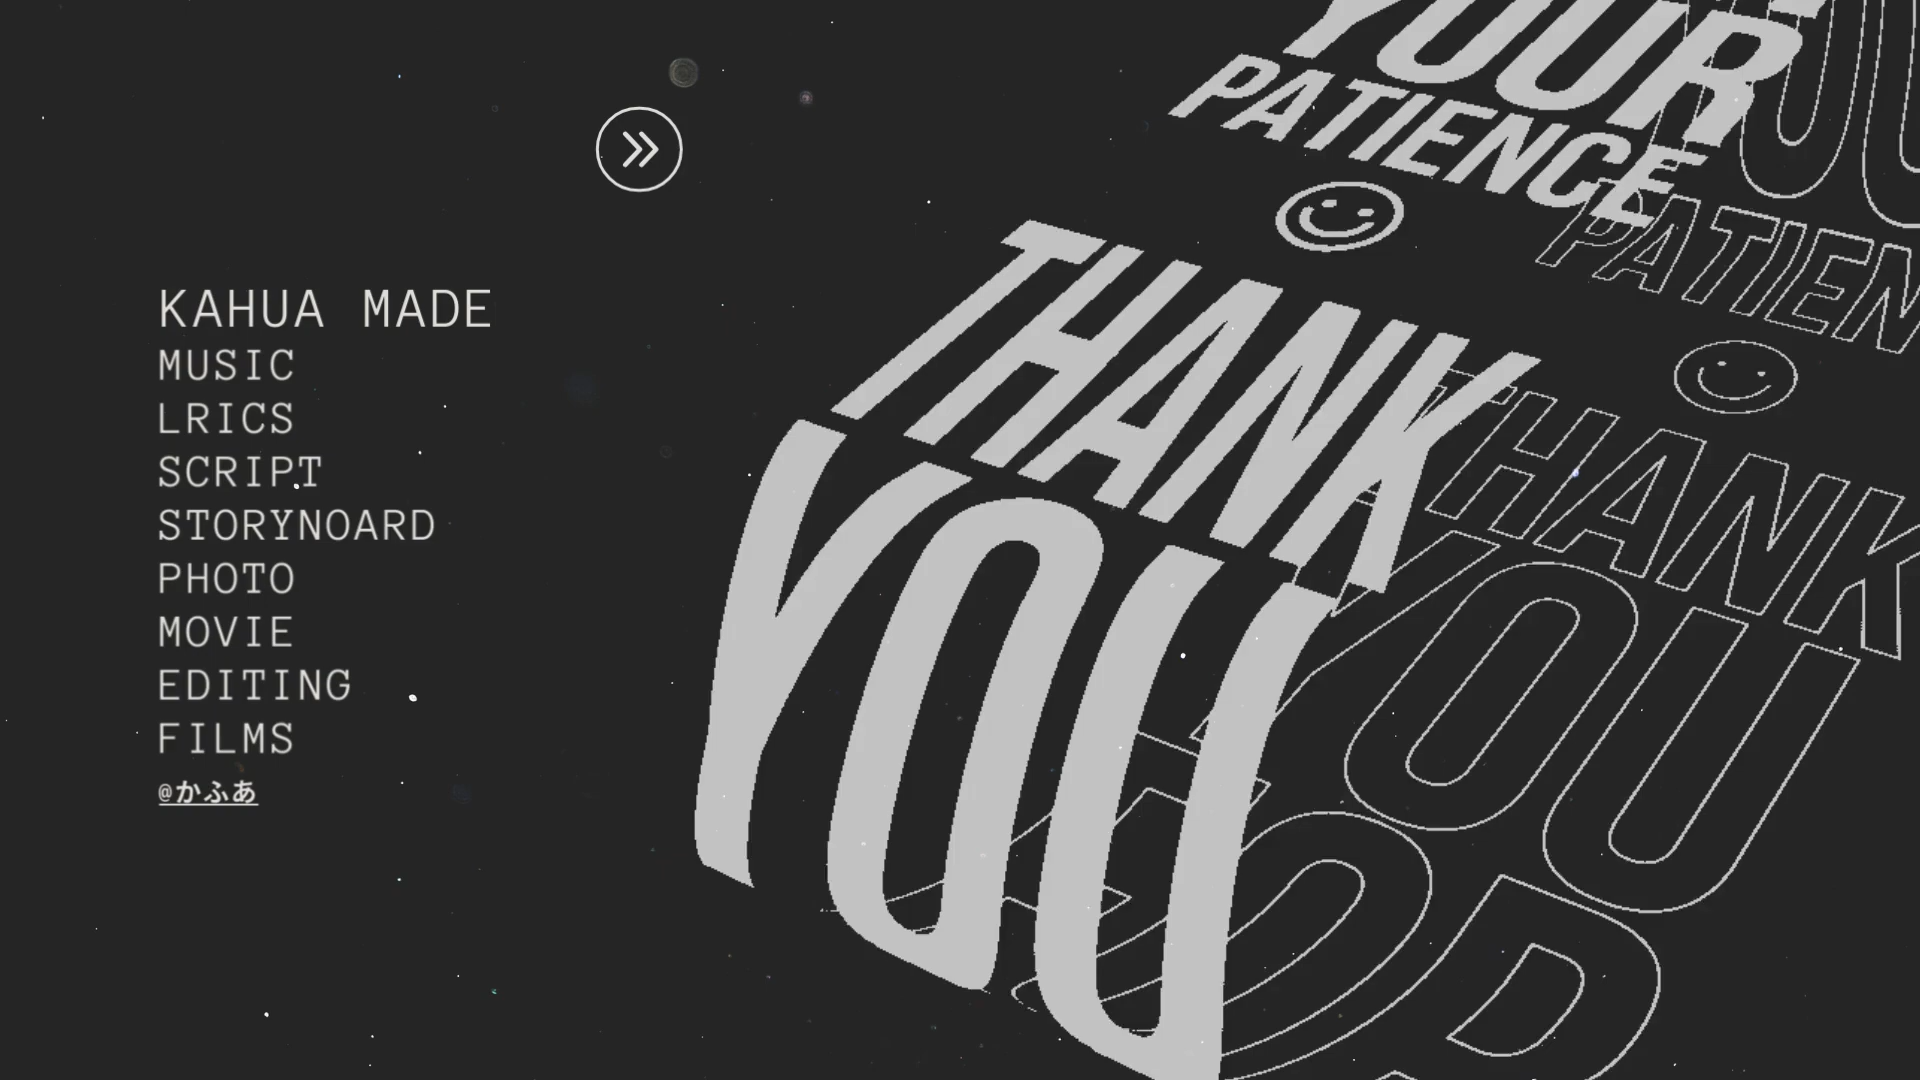 KAHUA MADE
MUSIC
LRICS
SCRIPT
STORYNOARD
PHOTO
MOVIE
EDITING
FILMS
@かふあ
YOUR
PATIENCE
THANK
YOU
PATIEN
THANK
YOU